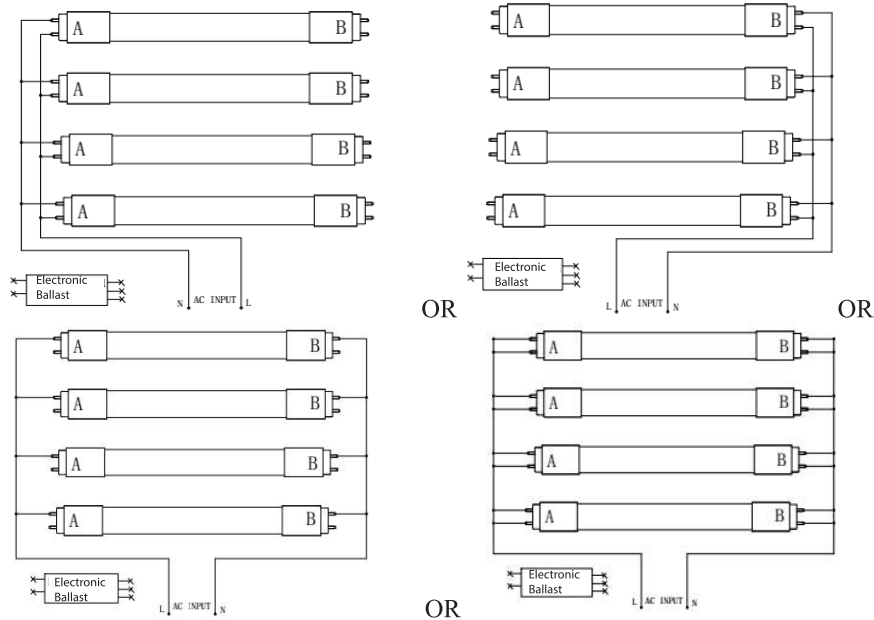 A B
A B
A B
A B
Electronic
Ballast
N AC INPUT L
OR
A B
A B
A B
A B
Electronic
Ballast
L AC INPUT N
OR
A B
A B
A B
A B
Electronic
Ballast
L AC INPUT N
OR
A B
A B
A B
A B
Electronic
Ballast
L AC INPUT N